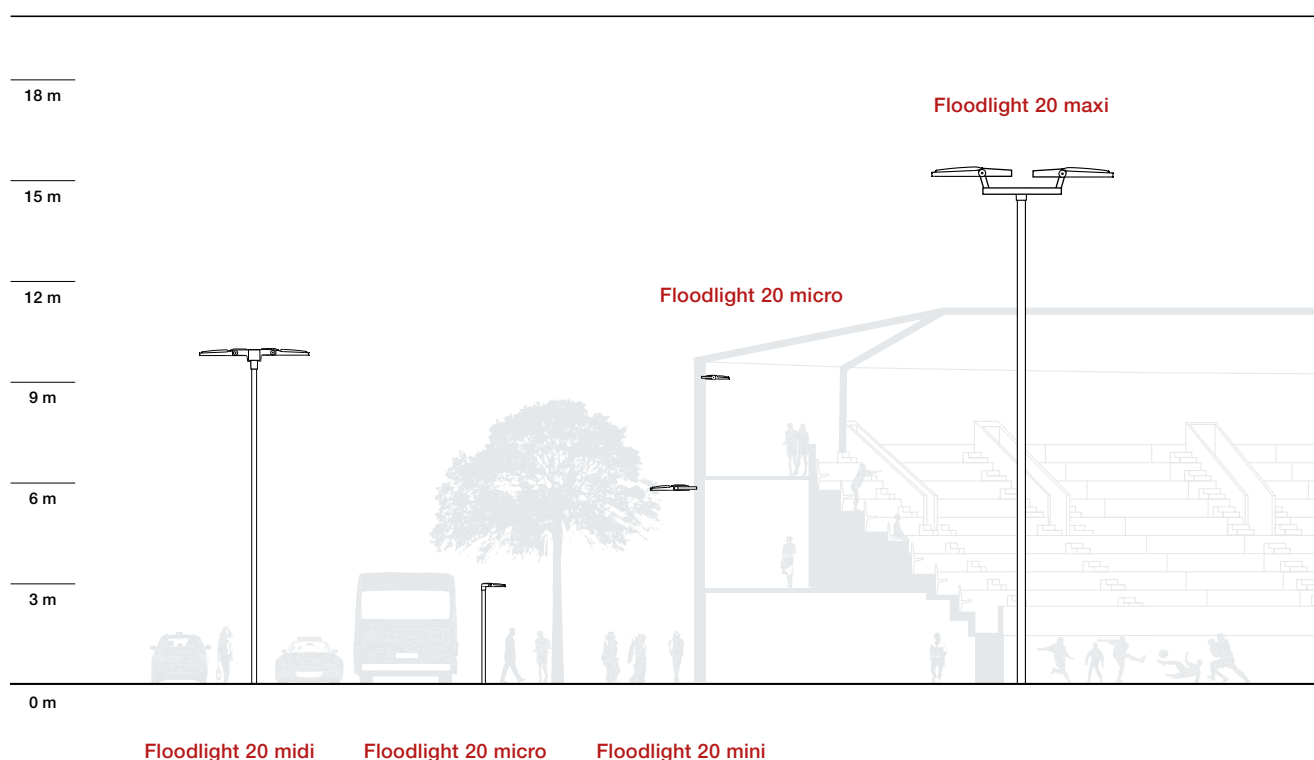 18 m
Floodlight 20 maxi
15 m
12 m
Floodlight 20 micro
9 m
6 m
3 m
0 m
Floodlight 20 midi
Floodlight 20 micro
Floodlight 20 mini